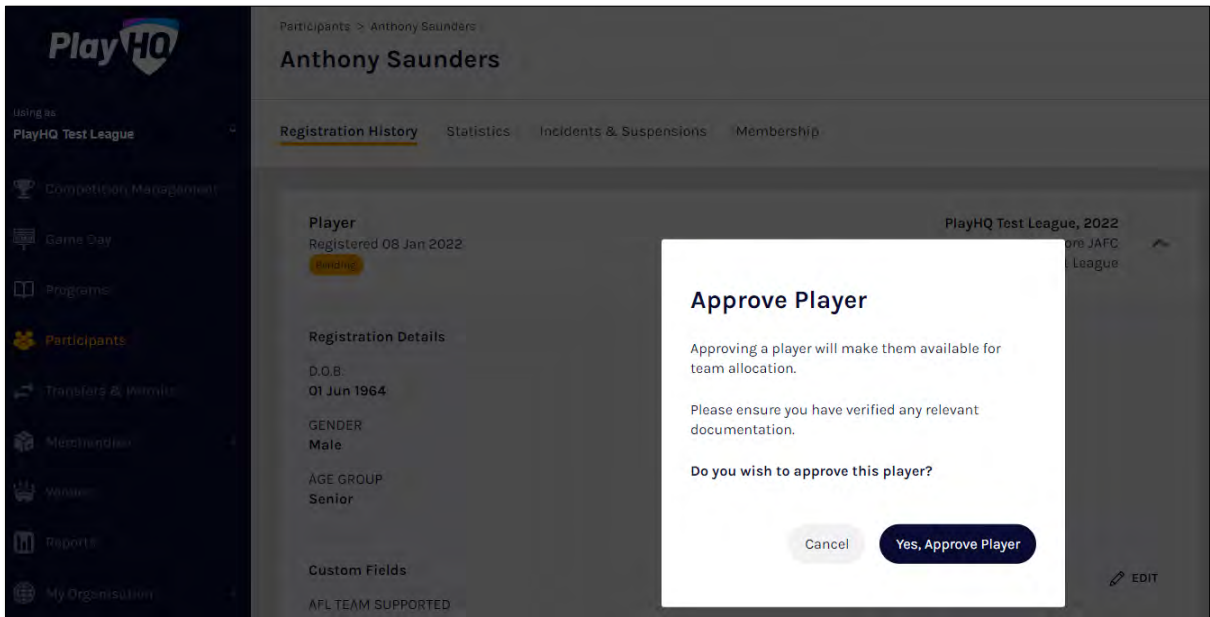 PlayHQ
Using as
PlayHQ Test League
Competition Management
Game Day
Programs
Participants
Transfers & Permits
Merchandise
Venues
Reports
My Organisation
Participants > Anthony Saunders
Anthony Saunders
Registration History Statistics Incidents & Suspensions Membership
Player
Registered 08 Jan 2022
Pending
PlayHQ Test League, 2022
ore JAFC
League
Registration Details
D.O.B.
01 Jun 1964
GENDER
Male
AGE GROUP
Senior
Custom Fields
EDIT
AFL TEAM SUPPORTED
Approve Player
Approving a player will make them available for
team allocation.
Please ensure you have verified any relevant
documentation.
Do you wish to approve this player?
Cancel Yes, Approve Player